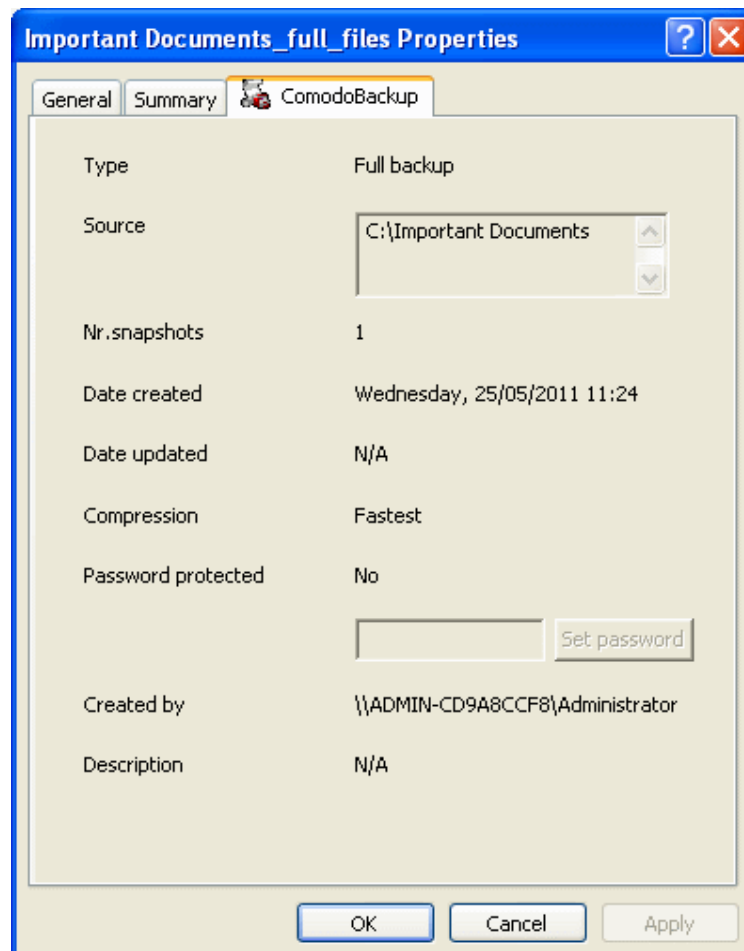 Important Documents_full_files Properties
General Summary ComodoBackup
Type Full backup
Source C:\Important Documents
Nr.snapshots 1
Date created Wednesday, 25/05/2011 11:24
Date updated N/A
Compression Fastest
Password protected No
Set password
Created by \\ADMIN-CD9A8CCF8\Administrator
Description N/A
OK Cancel Apply